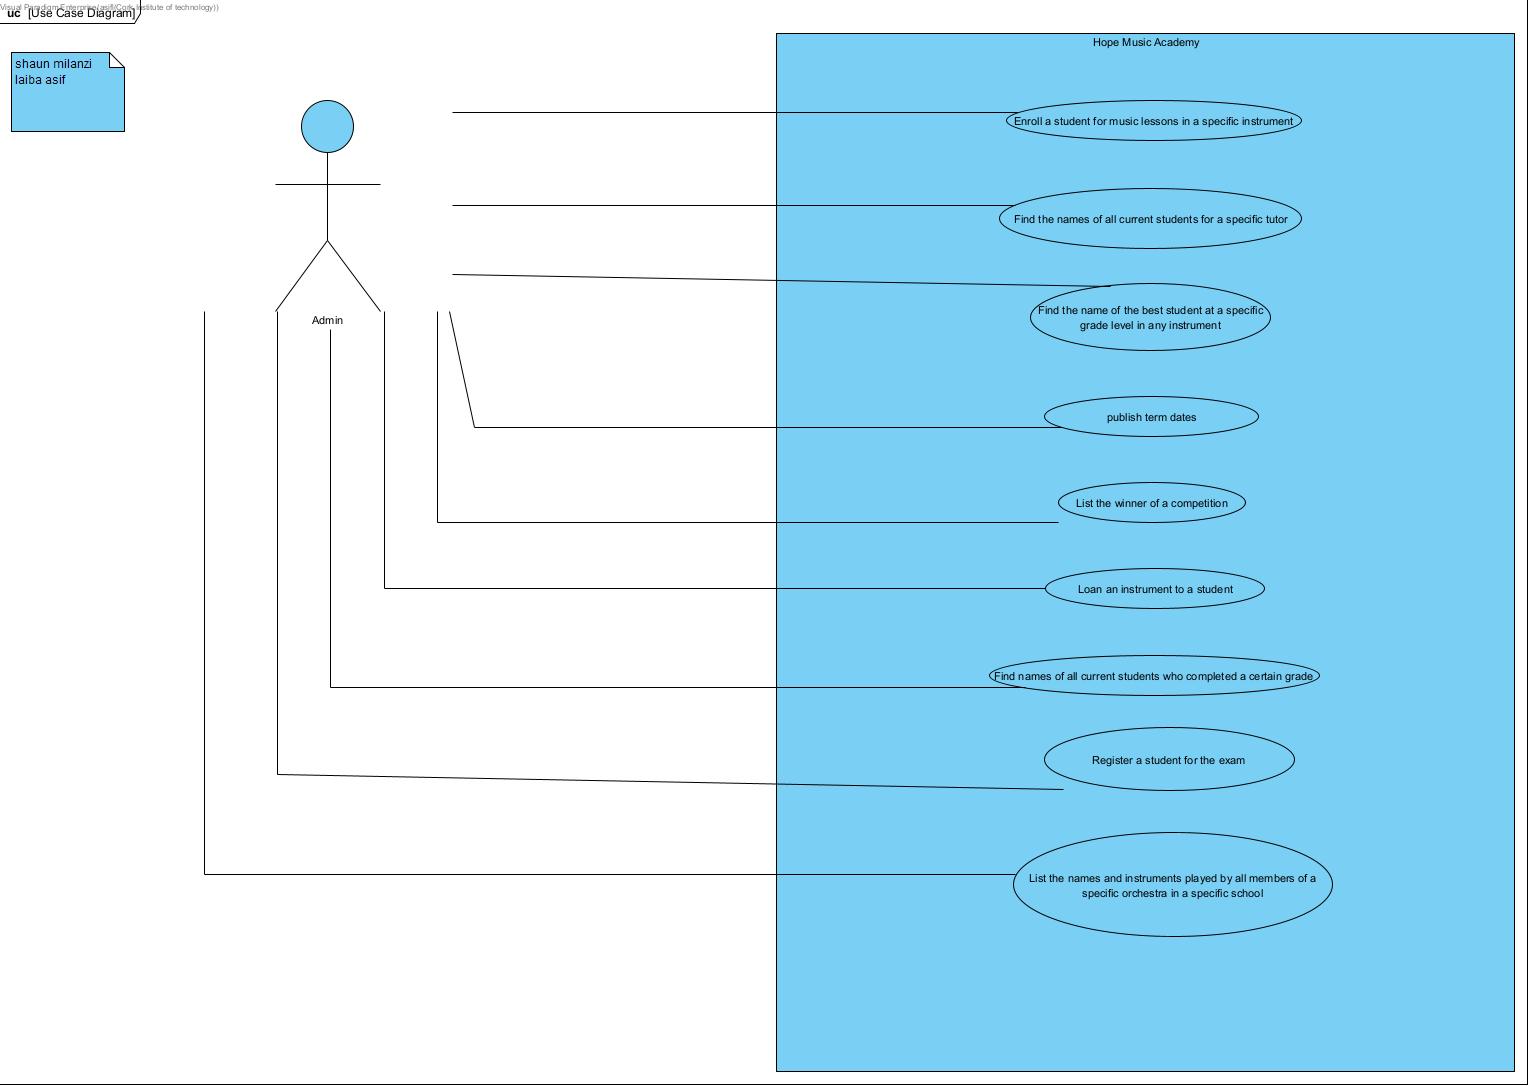 Visual Paradigm Enterprise(asifl(Cork Institute of technology))
uc [Use Case Diagram]
shaun milanzi
laiba asif
Hope Music Academy
Enroll a student for music lessons in a specific instrument
Find the names of all current students for a specific tutor
Find the name of the best student at a specific
grade level in any instrument
Admin
publish term dates
List the winner of a competition
Loan an instrument to a student
Find names of all current students who completed a certain grade
Register a student for the exam
List the names and instruments played by all members of a
specific orchestra in a specific school